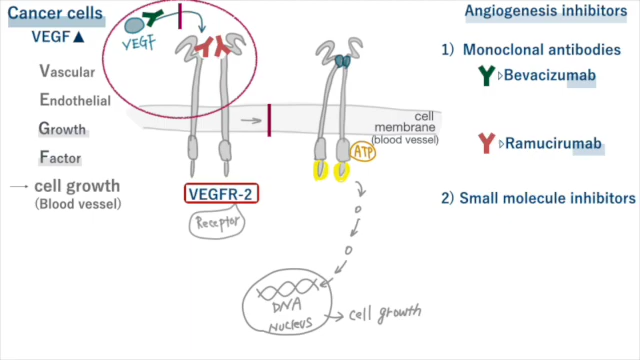 Cancer cells
VEGF▲
Vascular
Endothelial
Growth
Factor
→ cell growth
(Blood vessel)
VEGF
VEGFR-2
Receptor
cell
membrane
(blood vessel)
ATP
DNA
Nucleus
→ cell growth
Angiogenesis inhibitors
1) Monoclonal antibodies
▷Bevacizumab
▷Ramucirumab
2) Small molecule inhibitors